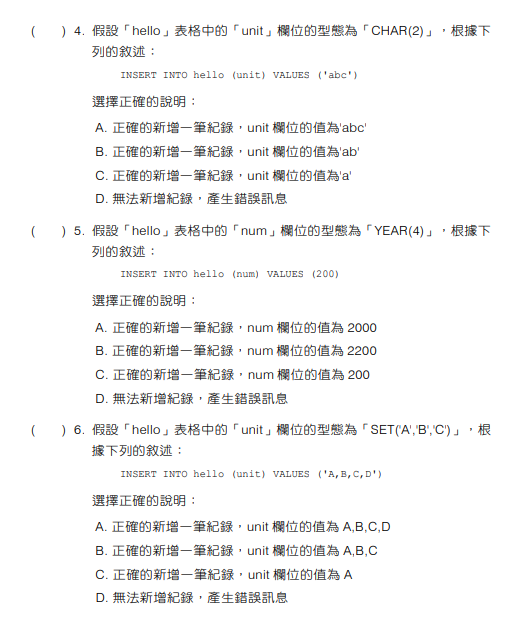 (　　) 4. 假設「hello」表格中的「unit」欄位的型態為「CHAR(2)」，根據下
列的敘述：
INSERT INTO hello (unit) VALUES ('abc')
選擇正確的說明：
A. 正確的新增一筆紀錄，unit 欄位的值為'abc'
B. 正確的新增一筆紀錄，unit 欄位的值為'ab'
C. 正確的新增一筆紀錄，unit 欄位的值為'a'
D. 無法新增紀錄，產生錯誤訊息
(　　) 5. 假設「hello」表格中的「num」欄位的型態為「YEAR(4)」，根據下
列的敘述：
INSERT INTO hello (num) VALUES (200)
選擇正確的說明：
A. 正確的新增一筆紀錄，num 欄位的值為 2000
B. 正確的新增一筆紀錄，num 欄位的值為 2200
C. 正確的新增一筆紀錄，num 欄位的值為 200
D. 無法新增紀錄，產生錯誤訊息
(　　) 6. 假設「hello」表格中的「unit」欄位的型態為「SET('A','B','C')」，根
據下列的敘述：
INSERT INTO hello (unit) VALUES ('A,B,C,D')
選擇正確的說明：
A. 正確的新增一筆紀錄，unit 欄位的值為 A,B,C,D
B. 正確的新增一筆紀錄，unit 欄位的值為 A,B,C
C. 正確的新增一筆紀錄，unit 欄位的值為 A
D. 無法新增紀錄，產生錯誤訊息